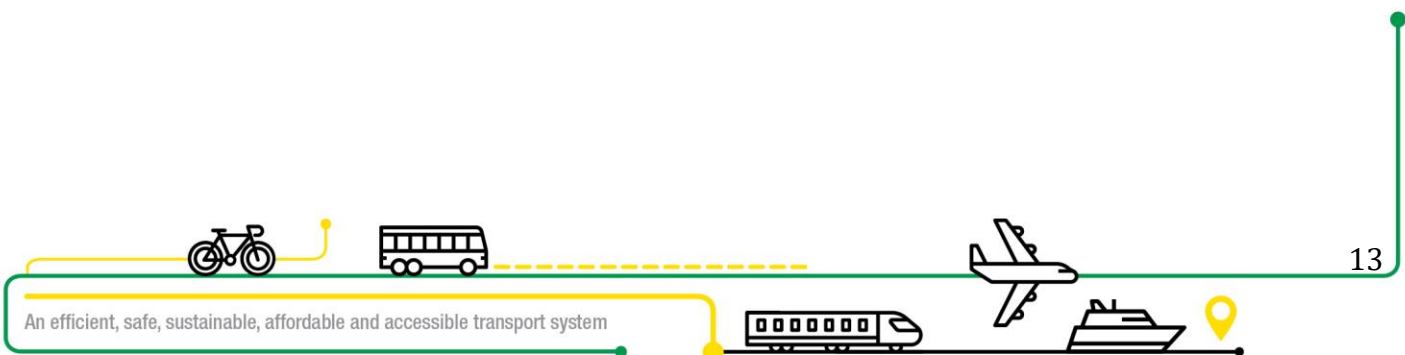 13
An efficient, safe, sustainable, affordable and accessible transport system